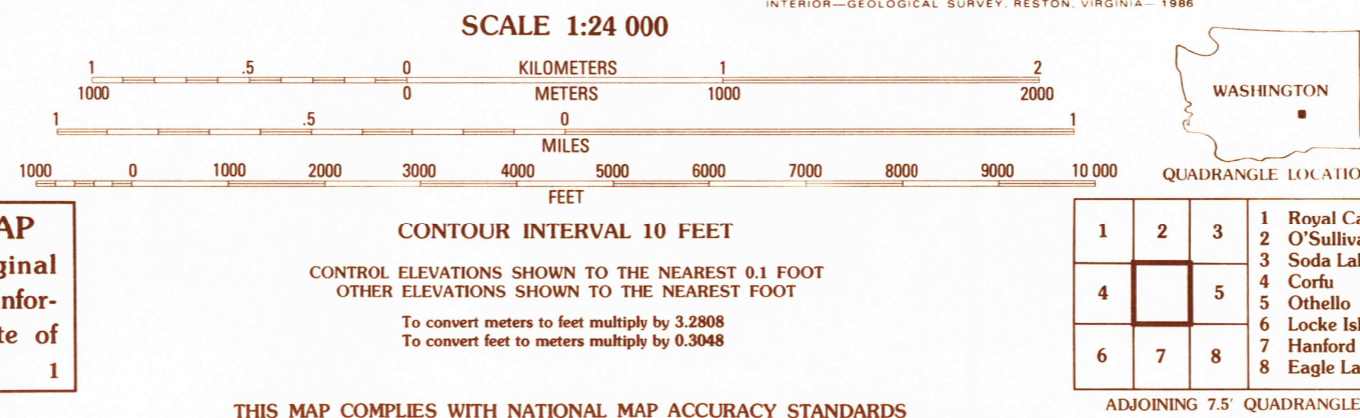 INTERIOR—GEOLOGICAL SURVEY, RESTON, VIRGINIA—1986
SCALE 1:24 000
1 .5 0 KILOMETERS 1 2
1000 0 METERS 1000 2000
1 .5 0 1
MILES
1000 0 1000 2000 3000 4000 5000 6000 7000 8000 9000 10 000
FEET
CONTOUR INTERVAL 10 FEET
CONTROL ELEVATIONS SHOWN TO THE NEAREST 0.1 FOOT
OTHER ELEVATIONS SHOWN TO THE NEAREST FOOT
To convert meters to feet multiply by 3.2808
To convert feet to meters multiply by 0.3048
THIS MAP COMPLIES WITH NATIONAL MAP ACCURACY STANDARDS
AP
ginal
nfor-
te of
1
WASHINGTON
QUADRANGLE LOCATIO
1 2 3
4 5
6 7 8
1 Royal Ca
2 O'Sulliva
3 Soda Lak
4 Corfu
5 Othello
6 Locke Isl
7 Hanford
8 Eagle La
ADJOINING 7.5' QUADRANGLE